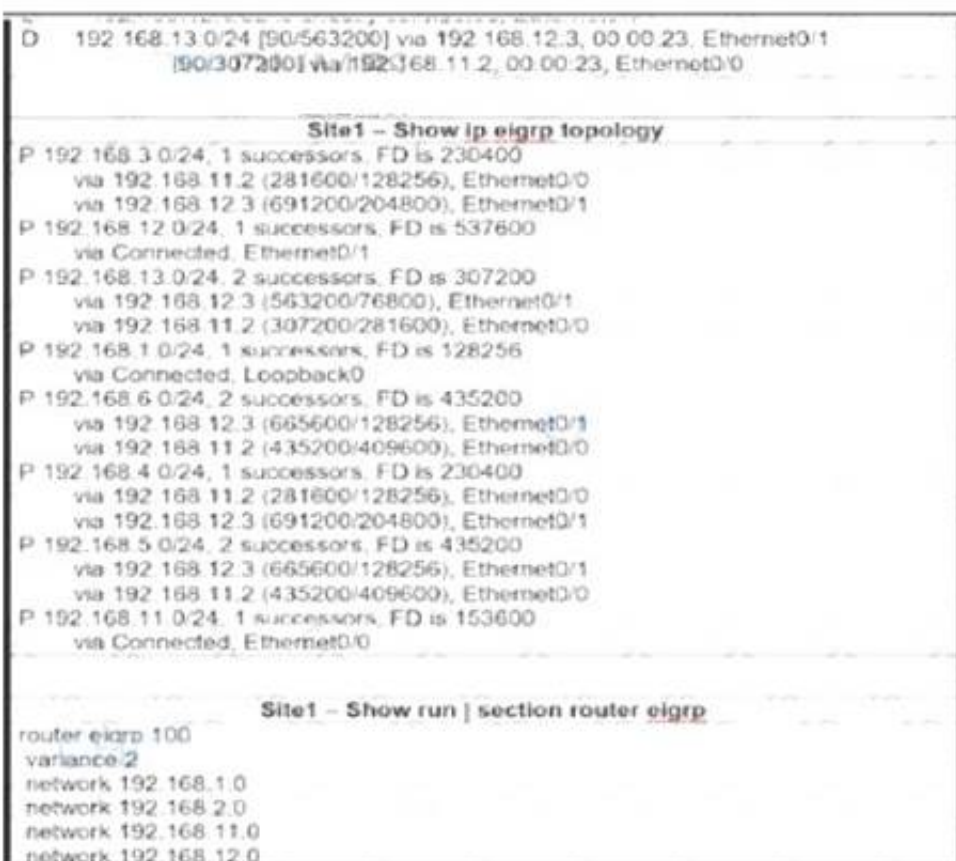 D 192.168.13.0/24 [90/563200] via 192.168.12.3, 00:00:23, Ethernet0/1
[90/307200] via 192.168.11.2, 00:00:23, Ethernet0/0
Site1 – Show ip eigrp topology
P 192.168.3.0/24, 1 successors, FD is 230400
via 192.168.11.2 (281600/128256), Ethernet0/0
via 192.168.12.3 (691200/204800), Ethernet0/1
P 192.168.12.0/24, 1 successors, FD is 537600
via Connected, Ethernet0/1
P 192.168.13.0/24, 2 successors, FD is 307200
via 192.168.12.3 (563200/76800), Ethernet0/1
via 192.168.11.2 (307200/281600), Ethernet0/0
P 192.168.1.0/24, 1 successors, FD is 128256
via Connected, Loopback0
P 192.168.6.0/24, 2 successors, FD is 435200
via 192.168.12.3 (665600/128256), Ethernet0/1
via 192.168.11.2 (435200/409600), Ethernet0/0
P 192.168.4.0/24, 1 successors, FD is 230400
via 192.168.11.2 (281600/128256), Ethernet0/0
via 192.168.12.3 (691200/204800), Ethernet0/1
P 192.168.5.0/24, 2 successors, FD is 435200
via 192.168.12.3 (665600/128256), Ethernet0/1
via 192.168.11.2 (435200/409600), Ethernet0/0
P 192.168.11.0/24, 1 successors, FD is 153600
via Connected, Ethernet0/0
Site1 – Show run | section router eigrp
router eigrp 100
variance 2
network 192.168.1.0
network 192.168.2.0
network 192.168.11.0
network 192.168.12.0